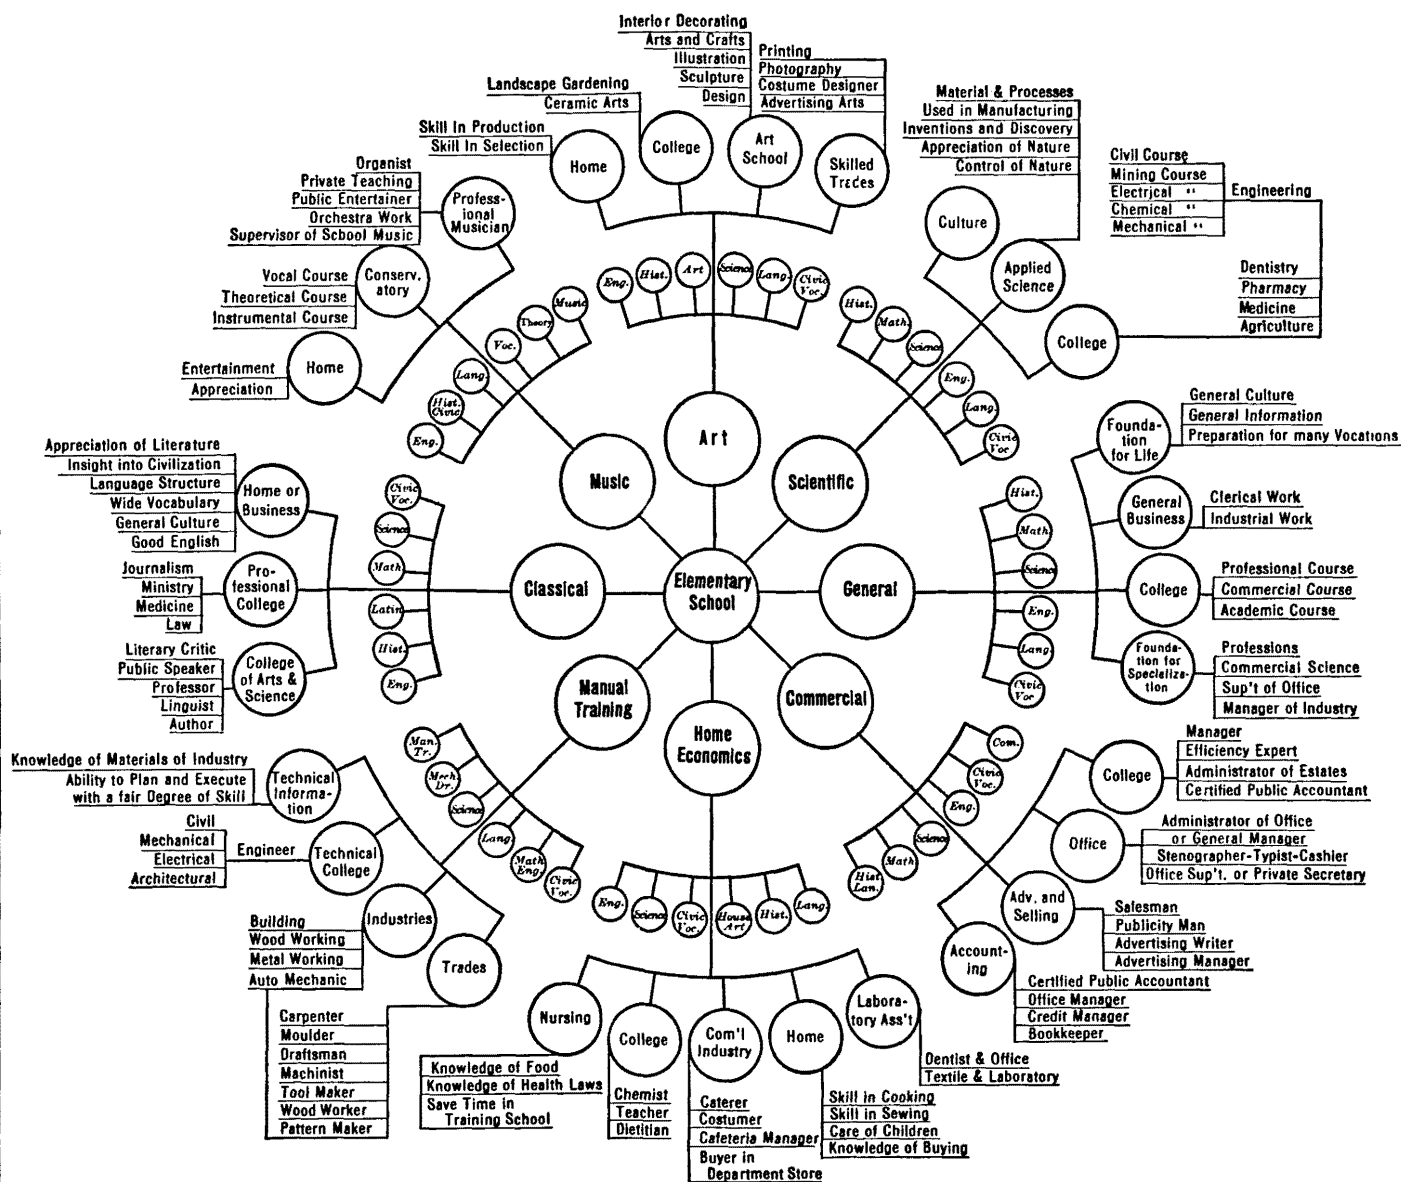 Elementary
School
Art
Interior Decorating
Arts and Crafts
Illustration
Sculpture
Design
Printing
Photography
Costume Designer
Advertising Arts
Landscape Gardening
Ceramic Arts
Skill In Production
Skill In Selection
Home
College
Art
School
Skilled
Trades
Eng.
Hist.
Art
Science
Lang.
Civic
Voc.
Scientific
Material & Processes
Used in Manufacturing
Inventions and Discovery
Appreciation of Nature
Control of Nature
Civil Course
Mining Course
Electrical "
Chemical "
Mechanical "
Engineering
Dentistry
Pharmacy
Medicine
Agriculture
Culture
Applied
Science
College
Hist.
Math.
Science
Eng.
Lang.
Civic
Voc
General
Founda-
tion
for Life
General Culture
General Information
Preparation for many Vocations
General
Business
Clerical Work
Industrial Work
College
Professional Course
Commercial Course
Academic Course
Founda-
tion for
Specializa-
tion
Professions
Commercial Science
Sup't of Office
Manager of Industry
Hist.
Math.
Science
Eng.
Lang.
Civic
Voc
Commercial
College
Manager
Efficiency Expert
Administrator of Estates
Certified Public Accountant
Office
Administrator of Office
or General Manager
Stenographer-Typist-Cashier
Office Sup't. or Private Secretary
Adv. and
Selling
Salesman
Publicity Man
Advertising Writer
Advertising Manager
Account-
ing
Certified Public Accountant
Office Manager
Credit Manager
Bookkeeper
Com.
Civic
Voc.
Eng.
Science
Math
Hist
Lan.
Home
Economics
Eng.
Science
Civic
Voc.
House
Art
Hist.
Lang.
Nursing
Knowledge of Food
Knowledge of Health Laws
Save Time in
Training School
College
Chemist
Teacher
Dietitian
Com'l
Industry
Caterer
Costumer
Cafeteria Manager
Buyer in
Department Store
Home
Skill in Cooking
Skill in Sewing
Care of Children
Knowledge of Buying
Labora-
tory Ass't
Dentist & Office
Textile & Laboratory
Manual
Training
Man.
Tr.
Mech.
Dr.
Science
Lang.
Math
Eng.
Civic
Voc.
Technical
Informa-
tion
Knowledge of Materials of Industry
Ability to Plan and Execute
with a fair Degree of Skill
Technical
College
Engineer
Civil
Mechanical
Electrical
Architectural
Industries
Building
Wood Working
Metal Working
Auto Mechanic
Trades
Carpenter
Moulder
Draftsman
Machinist
Tool Maker
Wood Worker
Pattern Maker
Classical
Civic
Voc.
Science
Math
Latin
Hist.
Eng.
Home or
Business
Appreciation of Literature
Insight into Civilization
Language Structure
Wide Vocabulary
General Culture
Good English
Pro-
fessional
College
Journalism
Ministry
Medicine
Law
College
of Arts &
Science
Literary Critic
Public Speaker
Professor
Linguist
Author
Music
Eng.
Hist.
Civic
Lang.
Voc.
Theory
Music
Profess-
ional
Musician
Organist
Private Teaching
Public Entertainer
Orchestra Work
Supervisor of School Music
Conserv.
atory
Vocal Course
Theoretical Course
Instrumental Course
Home
Entertainment
Appreciation